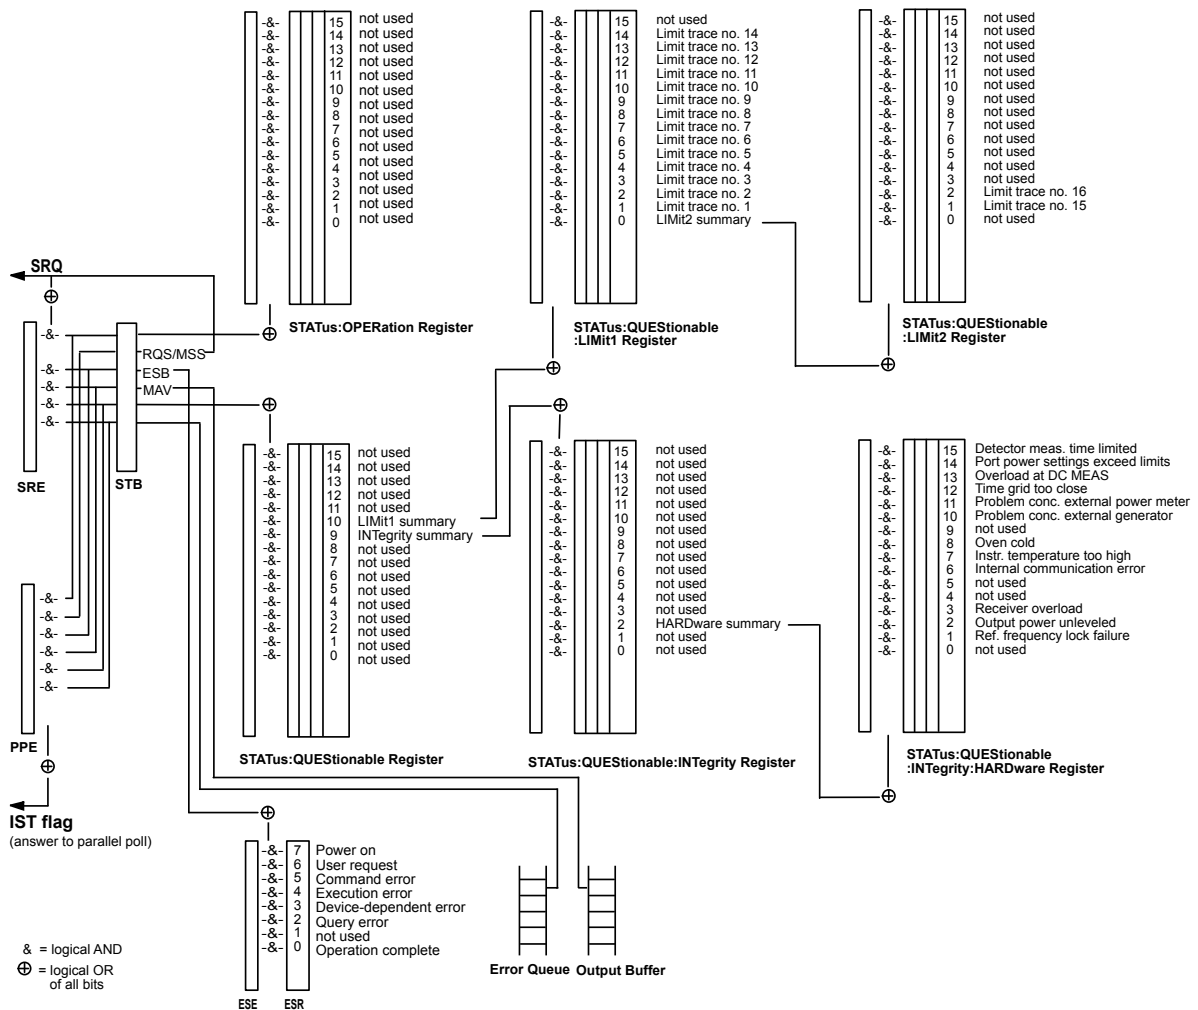 -&- 15 not used
-&- 14 not used
-&- 13 not used
-&- 12 not used
-&- 11 not used
-&- 10 not used
-&- 9 not used
-&- 8 not used
-&- 7 not used
-&- 6 not used
-&- 5 not used
-&- 4 not used
-&- 3 not used
-&- 2 not used
-&- 1 not used
-&- 0 not used
STATus:OPERation Register
-&- 15 not used
-&- 14 Limit trace no. 14
-&- 13 Limit trace no. 13
-&- 12 Limit trace no. 12
-&- 11 Limit trace no. 11
-&- 10 Limit trace no. 10
-&- 9 Limit trace no. 9
-&- 8 Limit trace no. 8
-&- 7 Limit trace no. 7
-&- 6 Limit trace no. 6
-&- 5 Limit trace no. 5
-&- 4 Limit trace no. 4
-&- 3 Limit trace no. 3
-&- 2 Limit trace no. 2
-&- 1 Limit trace no. 1
-&- 0 LIMit2 summary
STATus:QUEStionable
:LIMit1 Register
-&- 15 not used
-&- 14 not used
-&- 13 not used
-&- 12 not used
-&- 11 not used
-&- 10 not used
-&- 9 not used
-&- 8 not used
-&- 7 not used
-&- 6 not used
-&- 5 not used
-&- 4 not used
-&- 3 not used
-&- 2 Limit trace no. 16
-&- 1 Limit trace no. 15
-&- 0 not used
STATus:QUEStionable
:LIMit2 Register
SRQ
-&-
-&-
-&-
-&-
-&-
SRE
RQS/MSS
ESB
MAV
STB
-&-
-&-
-&-
-&-
-&-
-&-
PPE
IST flag
(answer to parallel poll)
-&- 15 not used
-&- 14 not used
-&- 13 not used
-&- 12 not used
-&- 11 not used
-&- 10 LIMit1 summary
-&- 9 INTegrity summary
-&- 8 not used
-&- 7 not used
-&- 6 not used
-&- 5 not used
-&- 4 not used
-&- 3 not used
-&- 2 not used
-&- 1 not used
-&- 0 not used
STATus:QUEStionable Register
-&- 15 not used
-&- 14 not used
-&- 13 not used
-&- 12 not used
-&- 11 not used
-&- 10 not used
-&- 9 not used
-&- 8 not used
-&- 7 not used
-&- 6 not used
-&- 5 not used
-&- 4 not used
-&- 3 not used
-&- 2 HARDware summary
-&- 1 not used
-&- 0 not used
STATus:QUEStionable:INTegrity Register
-&- 15 Detector meas. time limited
-&- 14 Port power settings exceed limits
-&- 13 Overload at DC MEAS
-&- 12 Time grid too close
-&- 11 Problem conc. external power meter
-&- 10 Problem conc. external generator
-&- 9 not used
-&- 8 Oven cold
-&- 7 Instr. temperature too high
-&- 6 Internal communication error
-&- 5 not used
-&- 4 not used
-&- 3 Receiver overload
-&- 2 Output power unleveled
-&- 1 Ref. frequency lock failure
-&- 0 not used
STATus:QUEStionable
:INTegrity:HARDware Register
-&- 7 Power on
-&- 6 User request
-&- 5 Command error
-&- 4 Execution error
-&- 3 Device-dependent error
-&- 2 Query error
-&- 1 not used
-&- 0 Operation complete
ESE ESR
Error Queue Output Buffer
& = logical AND
⊕ = logical OR
of all bits